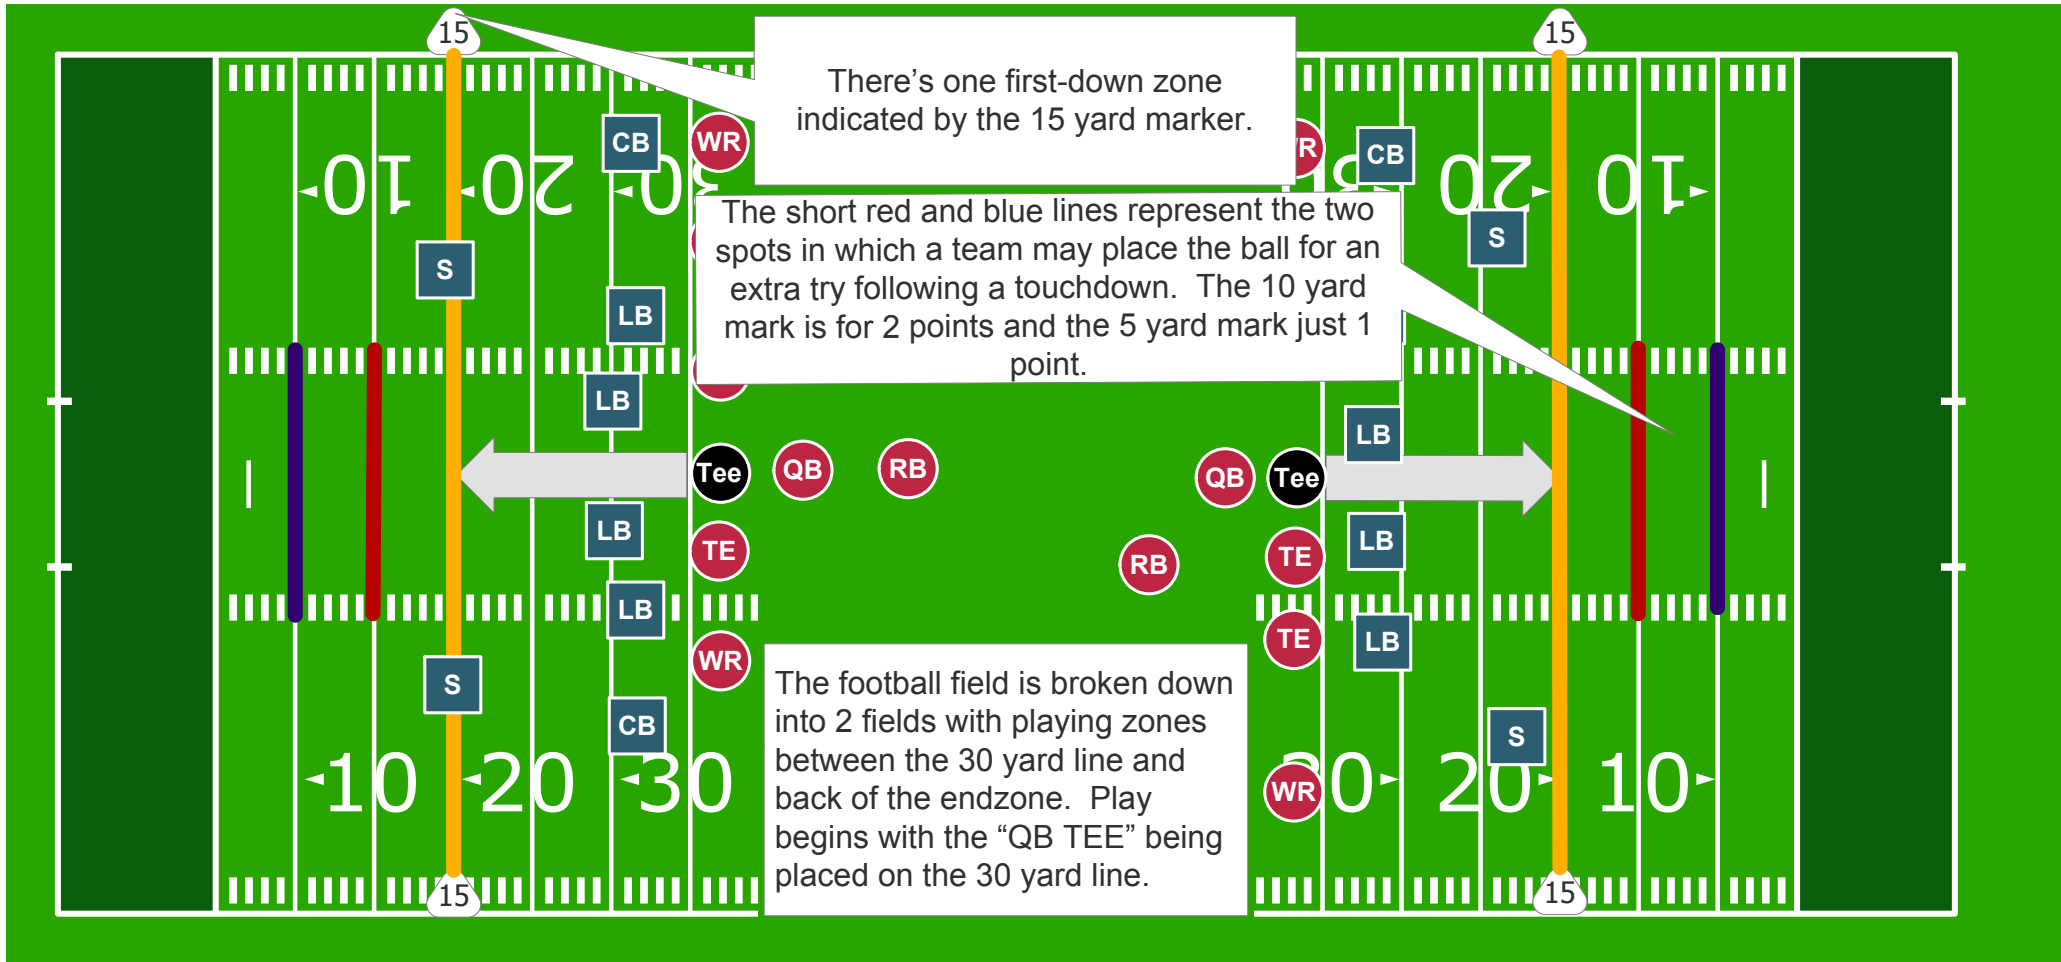 15
15
There's one first-down zone
indicated by the 15 yard marker.
CB
WR
CB
10
20
20
10
The short red and blue lines represent the two
spots in which a team may place the ball for an
extra try following a touchdown.  The 10 yard
mark is for 2 points and the 5 yard mark just 1
point.
S
S
LB
LB
LB
Tee
QB
RB
QB
Tee
LB
TE
LB
RB
TE
LB
WR
TE
LB
S
CB
S
The football field is broken down
into 2 fields with playing zones
between the 30 yard line and
back of the endzone.  Play
begins with the “QB TEE” being
placed on the 30 yard line.
10
20
30
WR
30
20
10
15
15